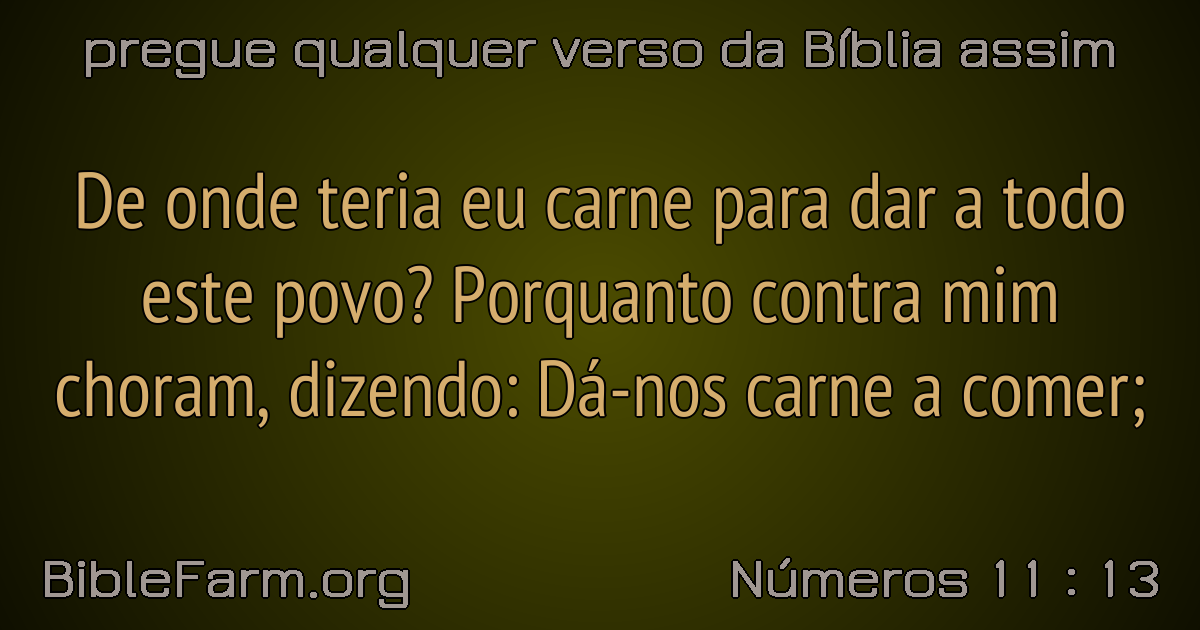 pregue qualquer verso da Bíblia assim
De onde teria eu carne para dar a todo
este povo? Porquanto contra mim
choram, dizendo: Dá-nos carne a comer;
BibleFarm.org
Números 11 : 13